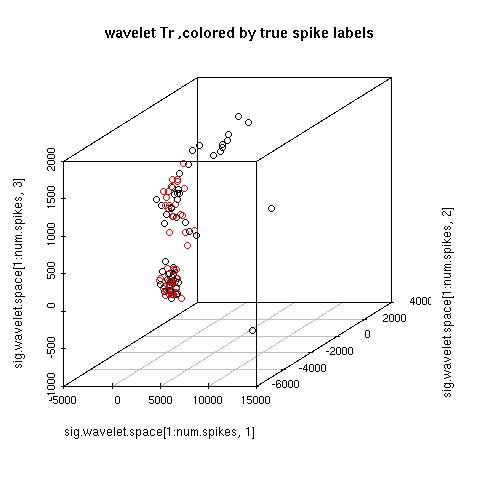 wavelet Tr ,colored by true spike labels
sig.wavelet.space[1:num.spikes, 3]
2000
1500
1000
500
0
-500
-1000
-5000 0 5000 10000 15000
sig.wavelet.space[1:num.spikes, 1]
-6000
-4000
-2000
0
2000
4000
sig.wavelet.space[1:num.spikes, 2]